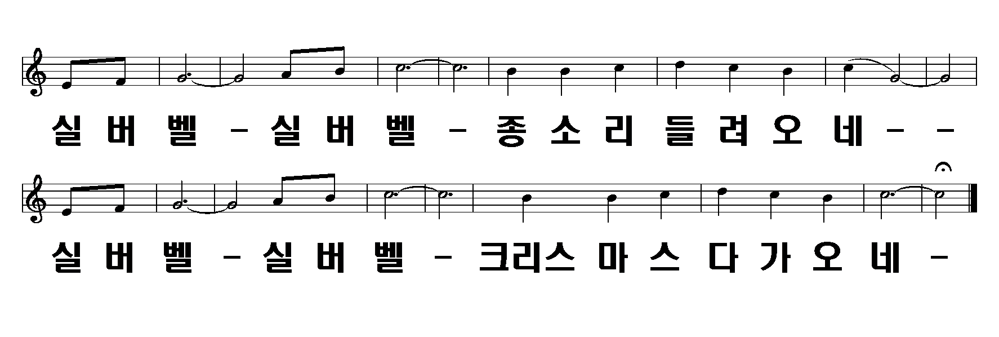 실 버 벨 - 실 버 벨 - 종 소 리 들 려 오 네 - -
실 버 벨 - 실 버 벨 - 크리스 마 스 다 가 오 네 -